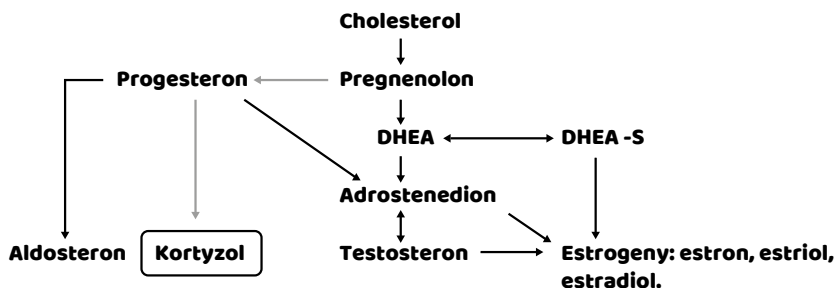 Cholesterol
Progesteron
Pregnenolon
DHEA
DHEA -S
Adrostenedion
Aldosteron
Kortyzol
Testosteron
Estrogeny: estron, estriol,
estradiol.